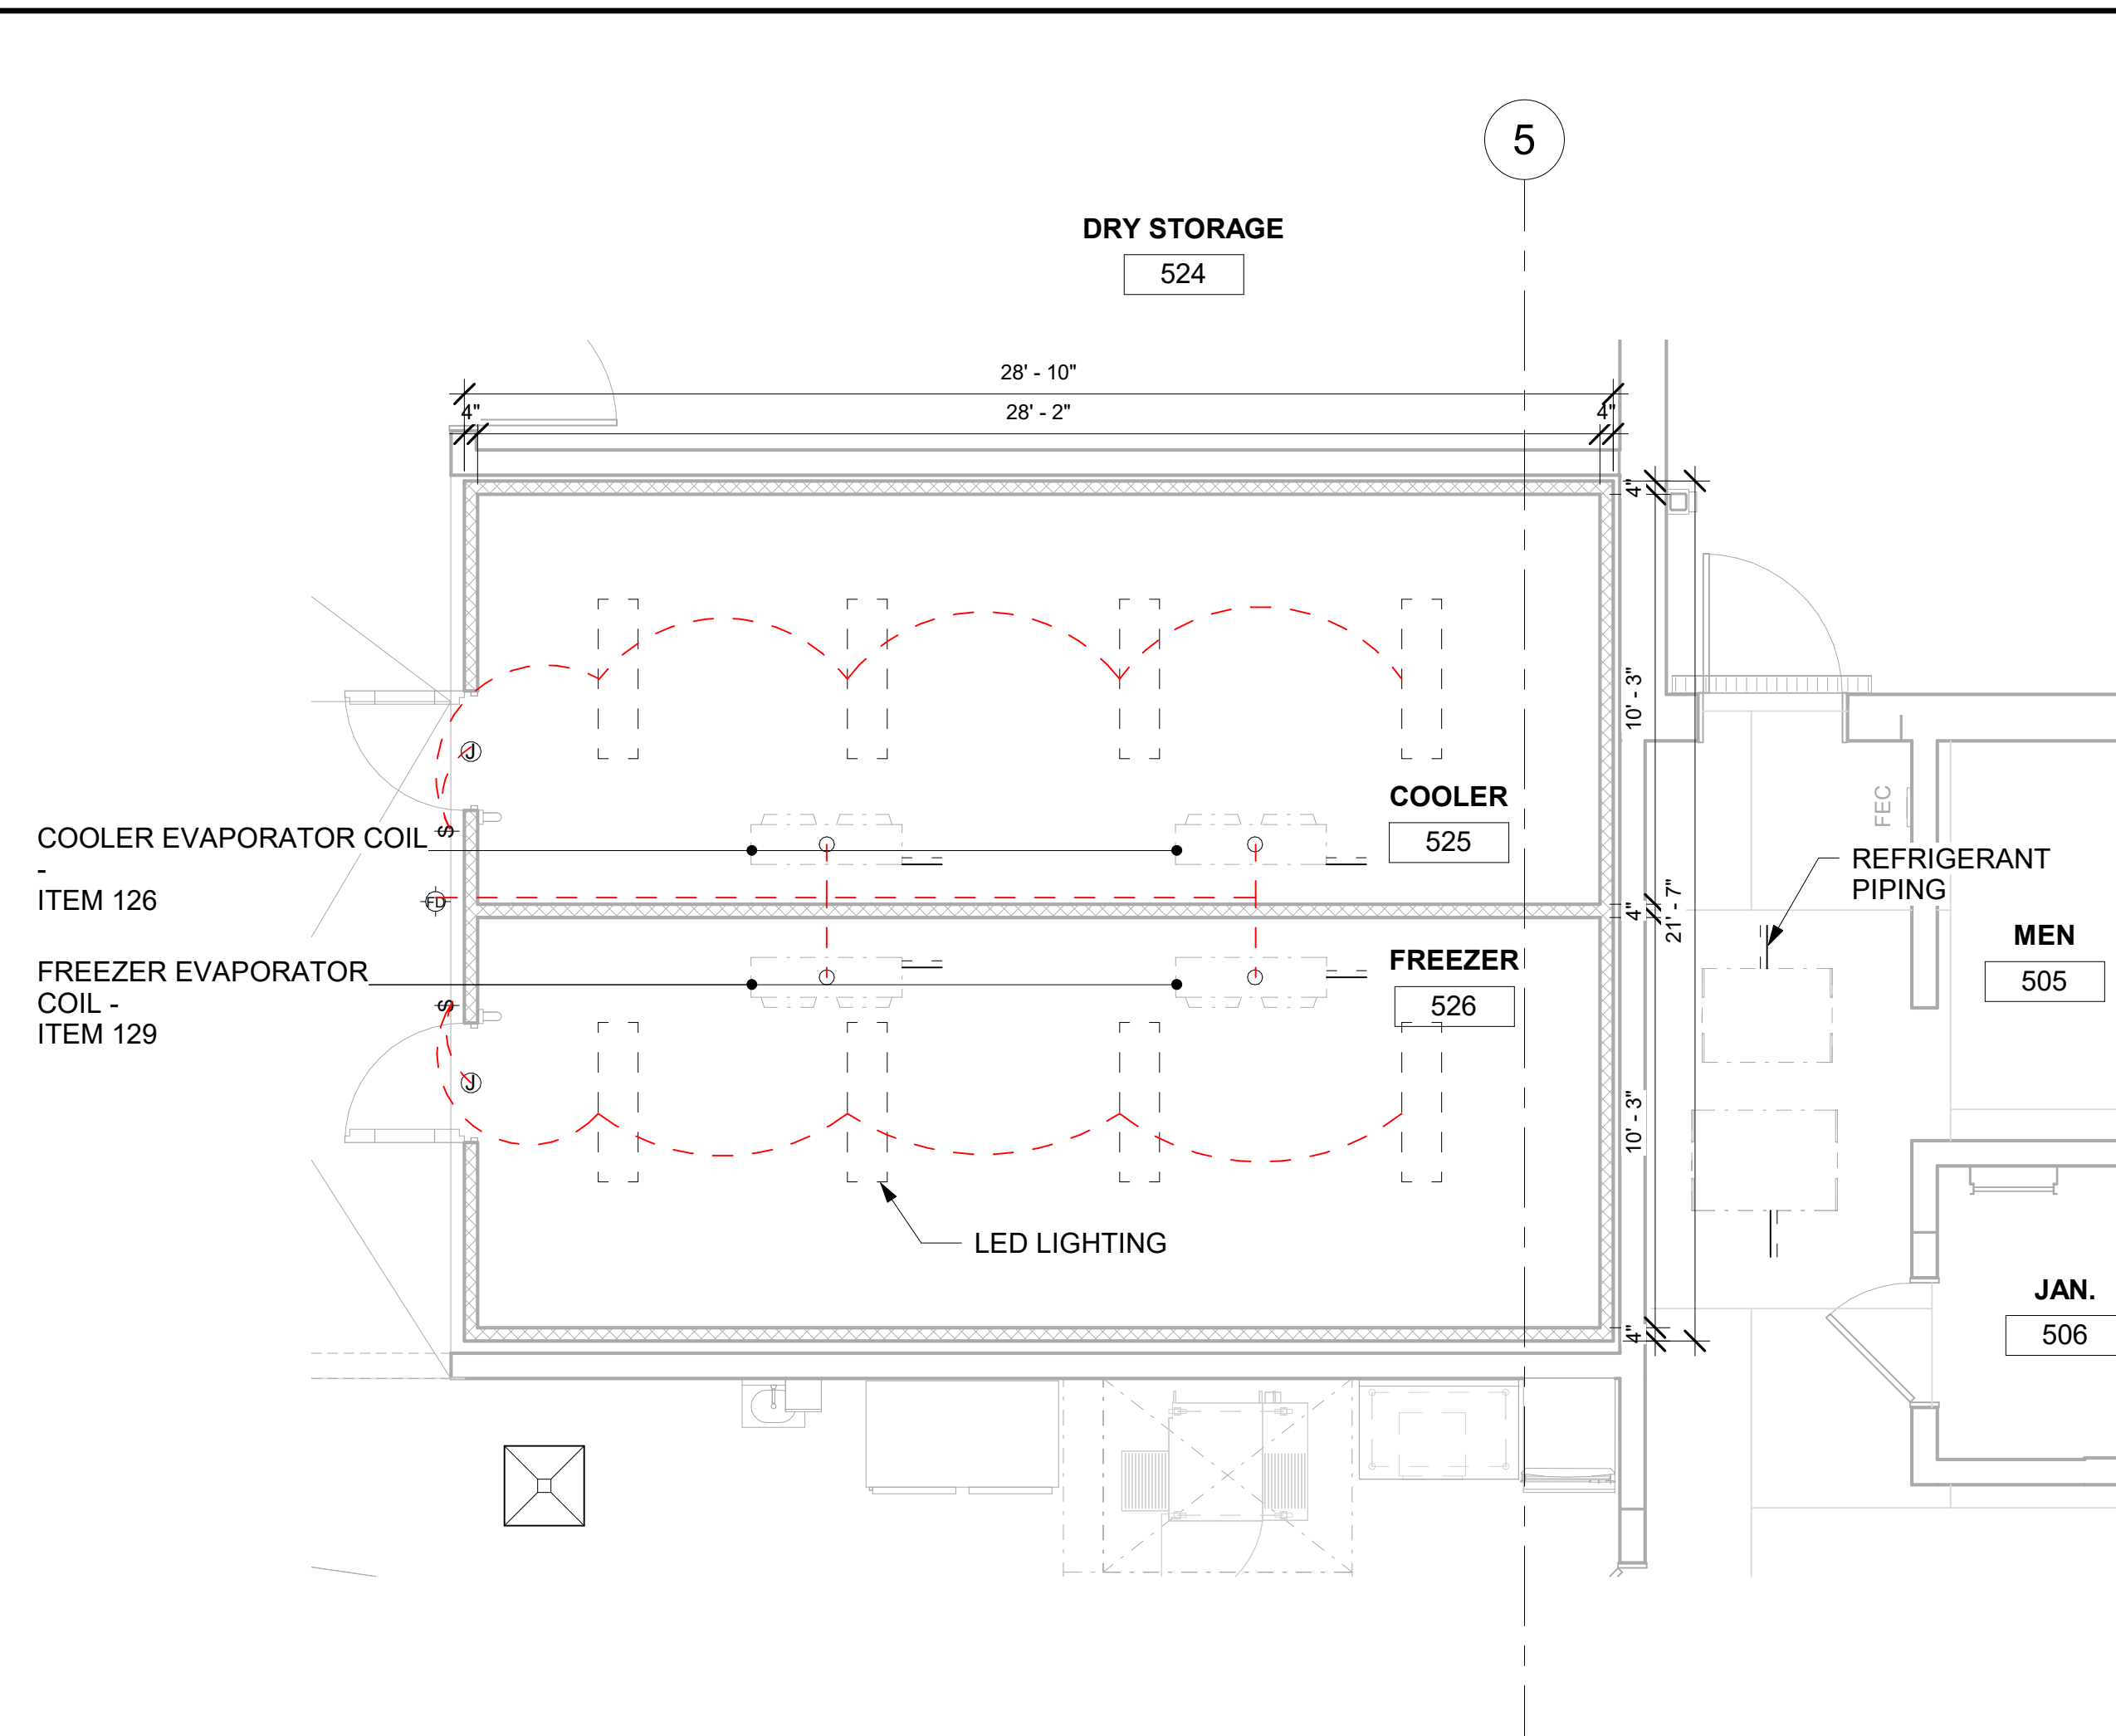 5
DRY STORAGE
524
28' - 10"
4"
28' - 2"
4"
4"
10' - 3"
J
COOLER
525
FEC
COOLER EVAPORATOR COIL
-
ITEM 126
S
FD
4"
21' - 7"
REFRIGERANT
PIPING
MEN
505
FREEZER
526
FREEZER EVAPORATOR
COIL -
ITEM 129
S
J
10' - 3"
LED LIGHTING
4"
JAN.
506